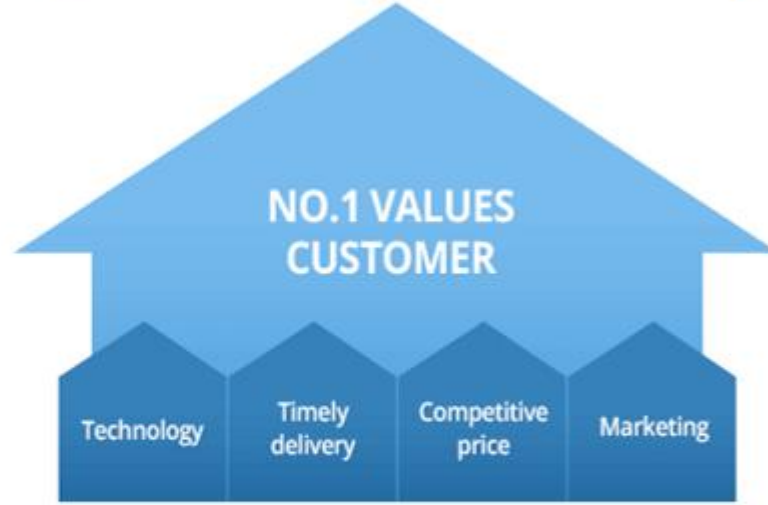 NO.1 VALUES
CUSTOMER
Technology
Timely
delivery
Competitive
price
Marketing